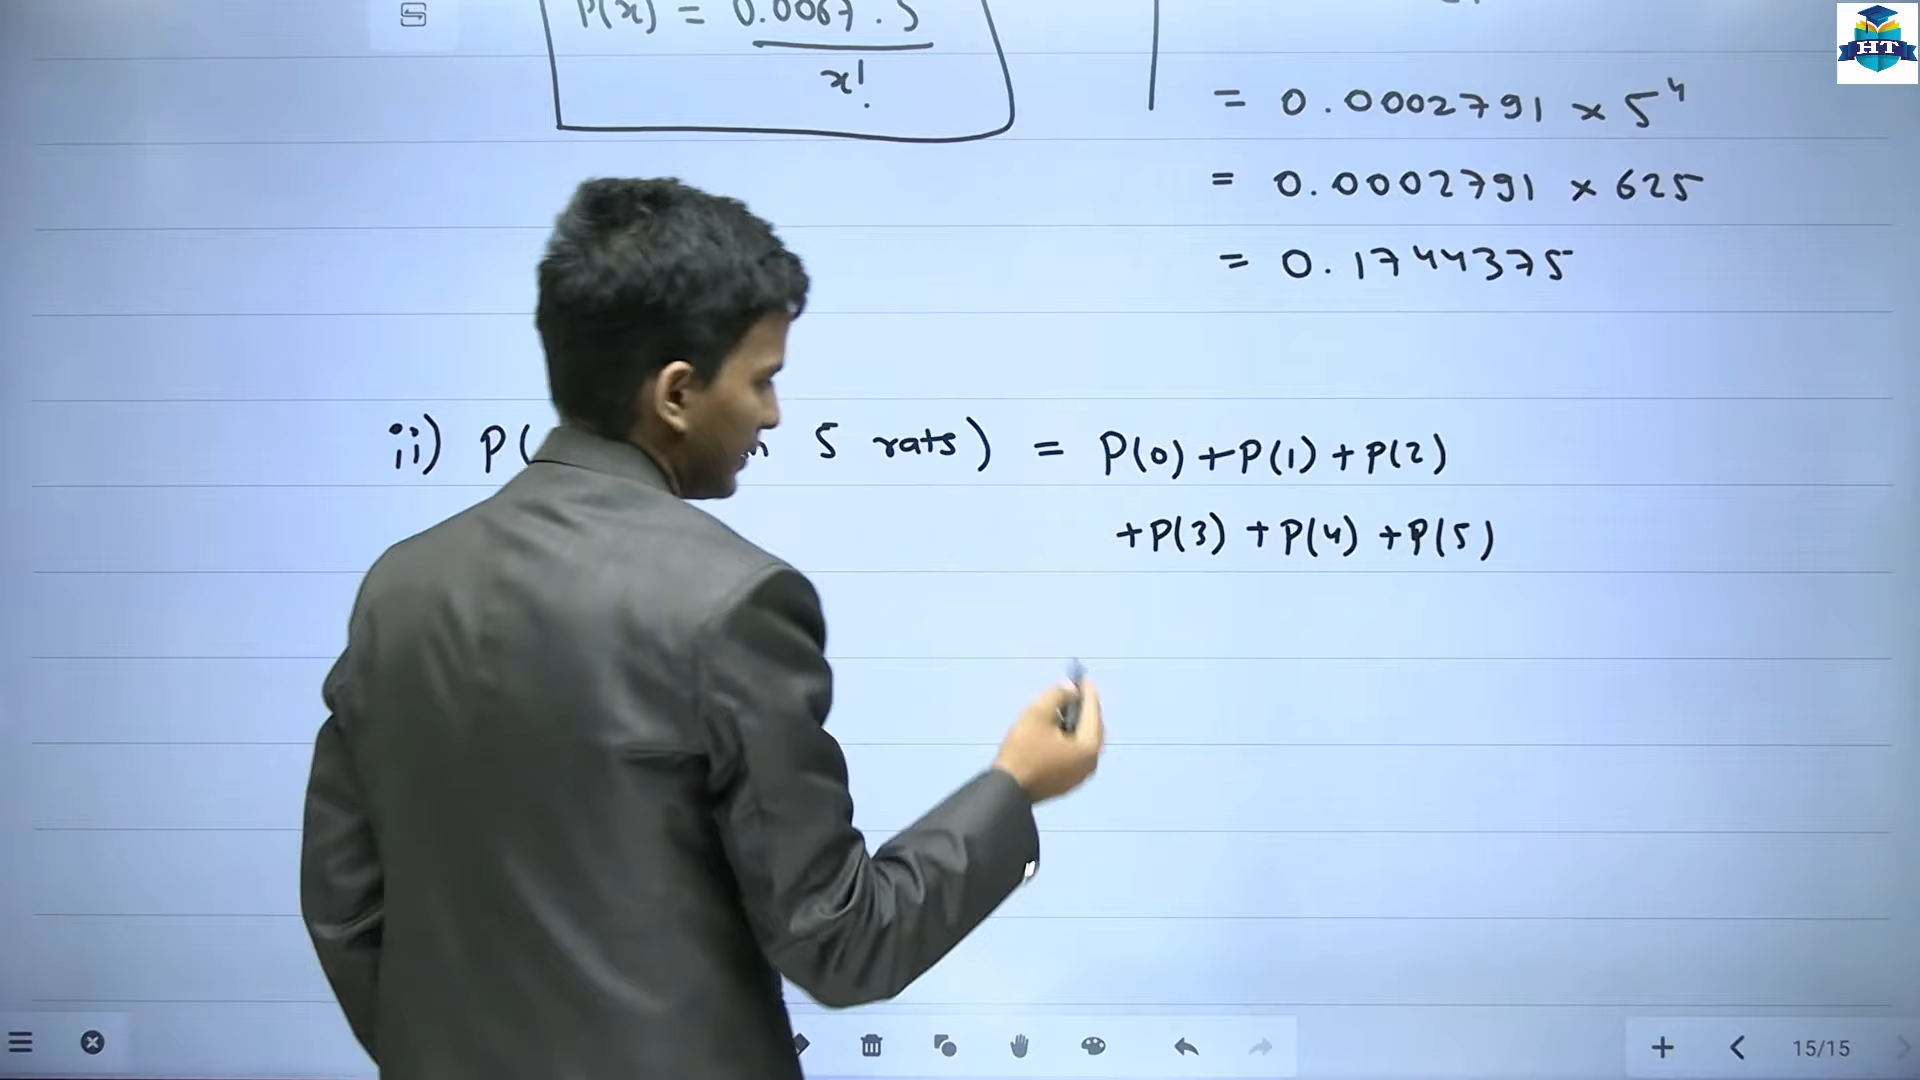 P(x) = 0.0067 . 5
x!
= 0.0002791 × 5⁴
= 0.0002791 × 625
= 0.1744375
ii) P( 5 rats) = P(0) + P(1) + P(2)
+ P(3) + P(4) + P(5)
HT
15/15